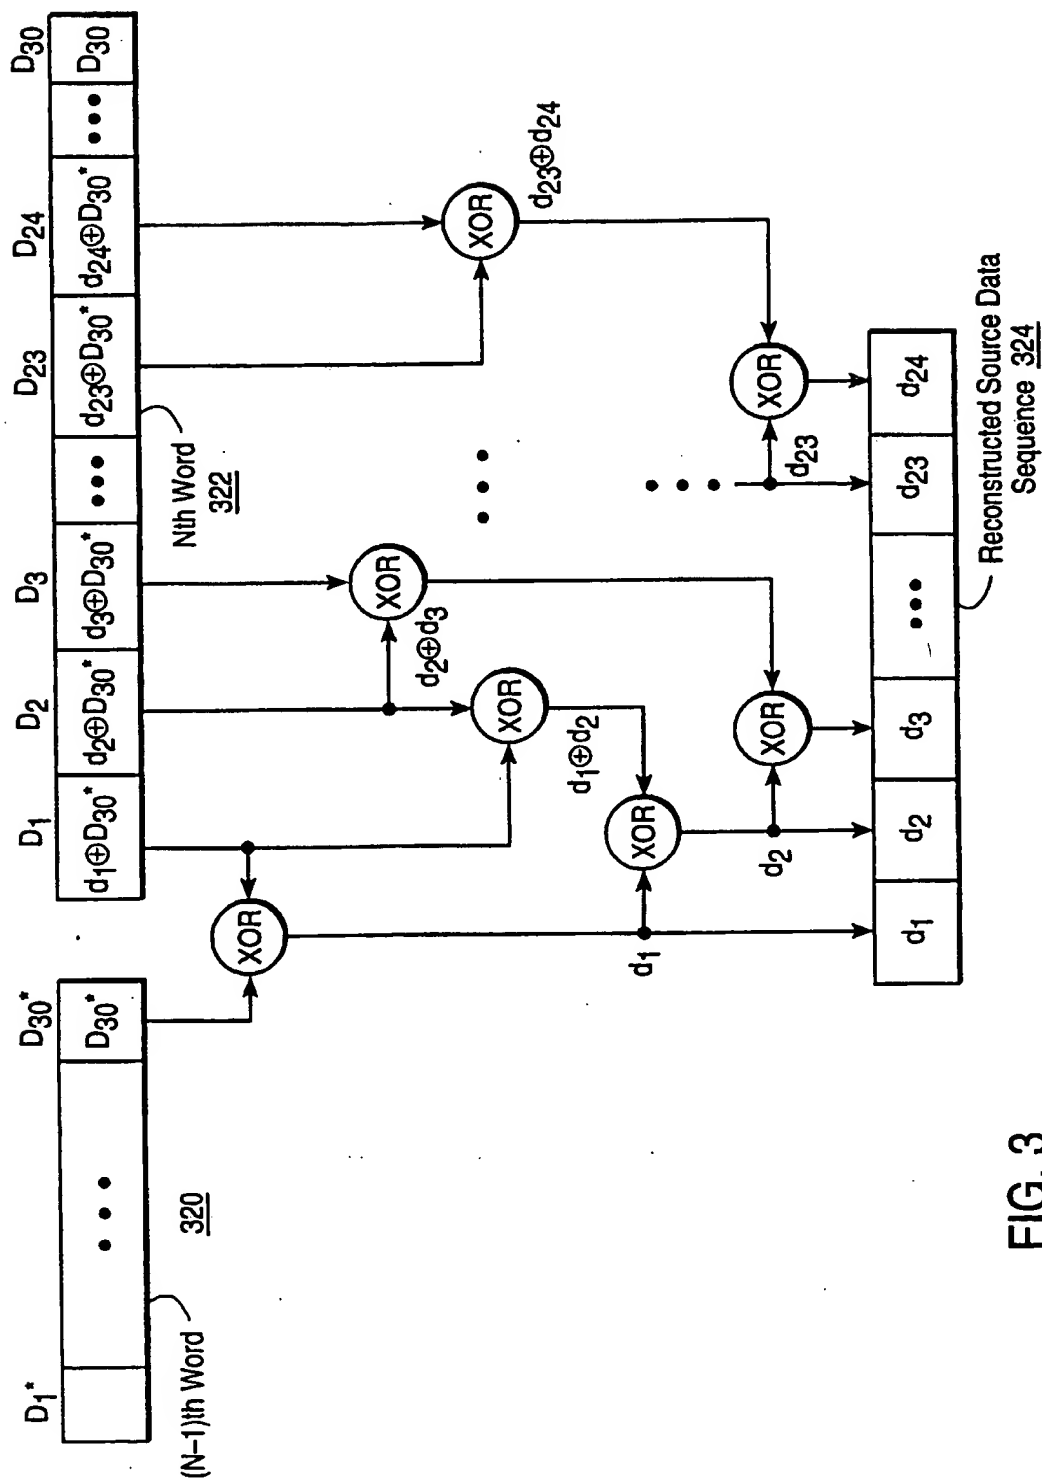 D1* D30* D1 D2 D3 D23 D24 D30
D30* d1⊕D30* d2⊕D30* d3⊕D30* ••• d23⊕D30* d24⊕D30* ••• D30
•••
(N–1)th Word 320
Nth Word
322
XOR
XOR
XOR
XOR
d2⊕d3
d23⊕d24
d1⊕d2
XOR
XOR
XOR
d1
d2
d23
d1 d2 d3 ••• d23 d24
Reconstructed Source Data
Sequence 324
FIG. 3